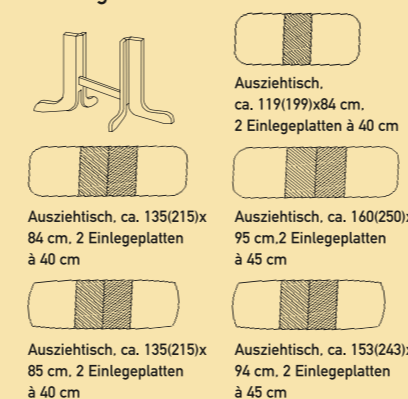 Ausziehtisch,
ca. 119(199)x84 cm,
2 Einlegeplatten à 40 cm
Ausziehtisch, ca. 135(215)x
84 cm, 2 Einlegeplatten
à 40 cm
Ausziehtisch, ca. 160(250)x
95 cm,2 Einlegeplatten
à 45 cm
Ausziehtisch, ca. 135(215)x
85 cm, 2 Einlegeplatten
à 40 cm
Ausziehtisch, ca. 153(243)x
94 cm, 2 Einlegeplatten
à 45 cm